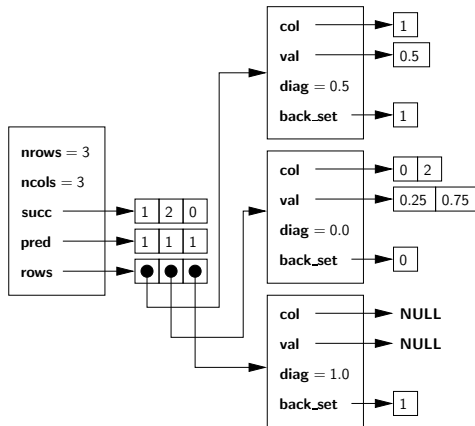 nrows = 3
ncols = 3
succ 1 2 0
pred 1 1 1
rows
col 1
val 0.5
diag = 0.5
back_set 1
col 0 2
val 0.25 0.75
diag = 0.0
back_set 0
col NULL
val NULL
diag = 1.0
back_set 1